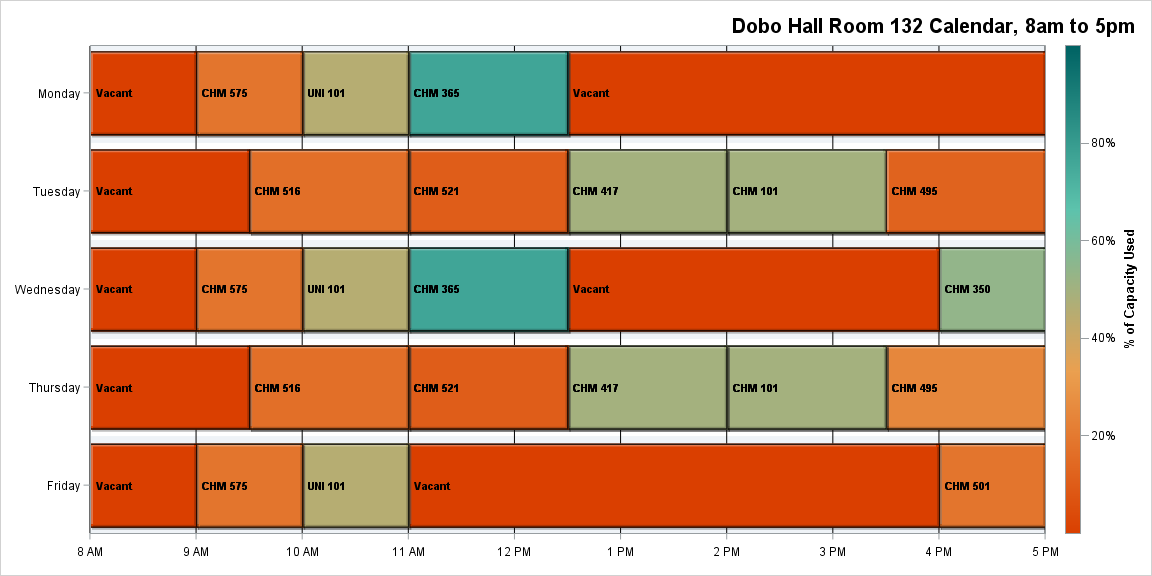 Dobo Hall Room 132 Calendar, 8am to 5pm
Monday
Vacant
CHM 575
UNI 101
CHM 365
Vacant
Tuesday
Vacant
CHM 516
CHM 521
CHM 417
CHM 101
CHM 495
Wednesday
Vacant
CHM 575
UNI 101
CHM 365
Vacant
CHM 350
Thursday
Vacant
CHM 516
CHM 521
CHM 417
CHM 101
CHM 495
Friday
Vacant
CHM 575
UNI 101
Vacant
CHM 501
8 AM
9 AM
10 AM
11 AM
12 PM
1 PM
2 PM
3 PM
4 PM
5 PM
80%
60%
40%
20%
% of Capacity Used